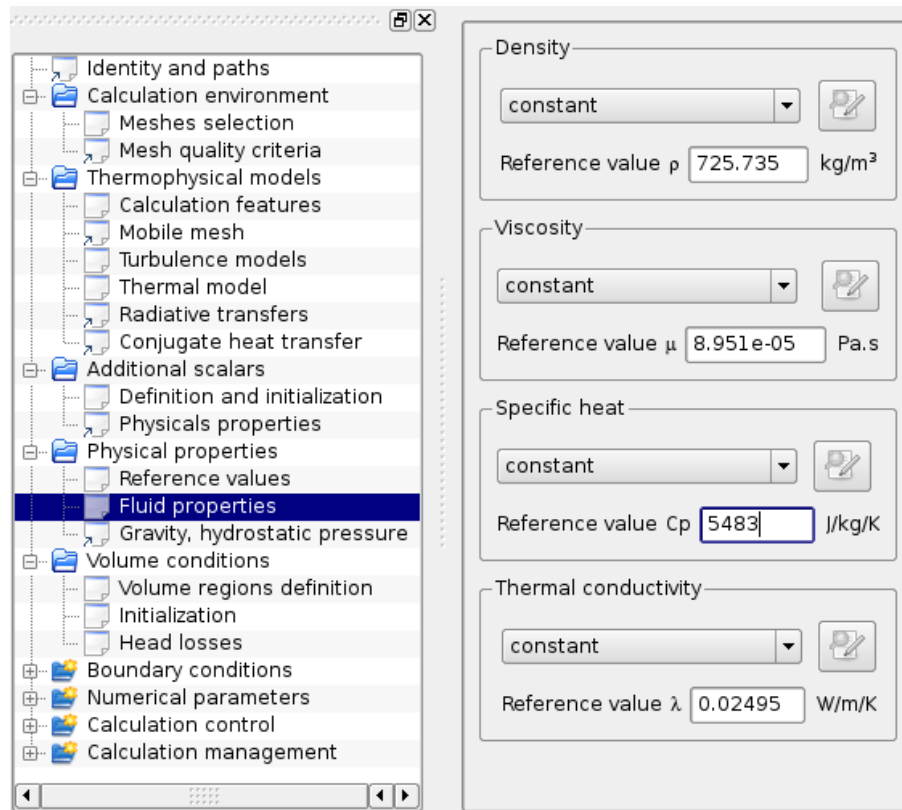 Identity and paths
Calculation environment
Meshes selection
Mesh quality criteria
Thermophysical models
Calculation features
Mobile mesh
Turbulence models
Thermal model
Radiative transfers
Conjugate heat transfer
Additional scalars
Definition and initialization
Physicals properties
Physical properties
Reference values
Fluid properties
Gravity, hydrostatic pressure
Volume conditions
Volume regions definition
Initialization
Head losses
Boundary conditions
Numerical parameters
Calculation control
Calculation management
Density
constant
Reference value ρ 725.735 kg/m³
Viscosity
constant
Reference value μ 8.951e-05 Pa.s
Specific heat
constant
Reference value Cp 5483 J/kg/K
Thermal conductivity
constant
Reference value λ 0.02495 W/m/K